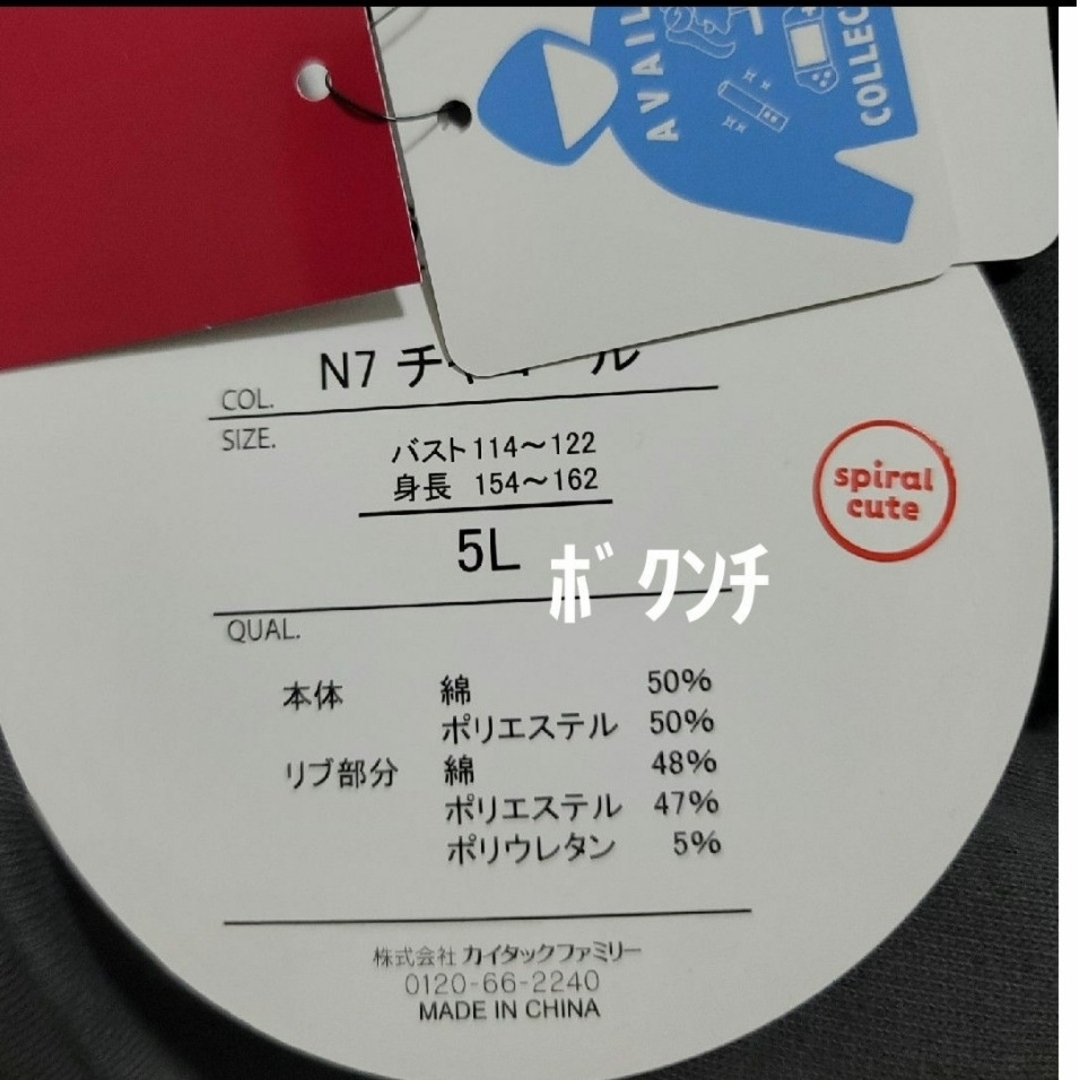 AVAIL
COLLEC
COL. N7 チ
SIZE. バスト 114～122
身長 154～162
5L
spiral
cute
ボクンチ
QUAL.
本体 綿 50%
ポリエステル 50%
リブ部分 綿 48%
ポリエステル 47%
ポリウレタン 5%
株式会社 カイタックファミリー
0120-66-2240
MADE IN CHINA